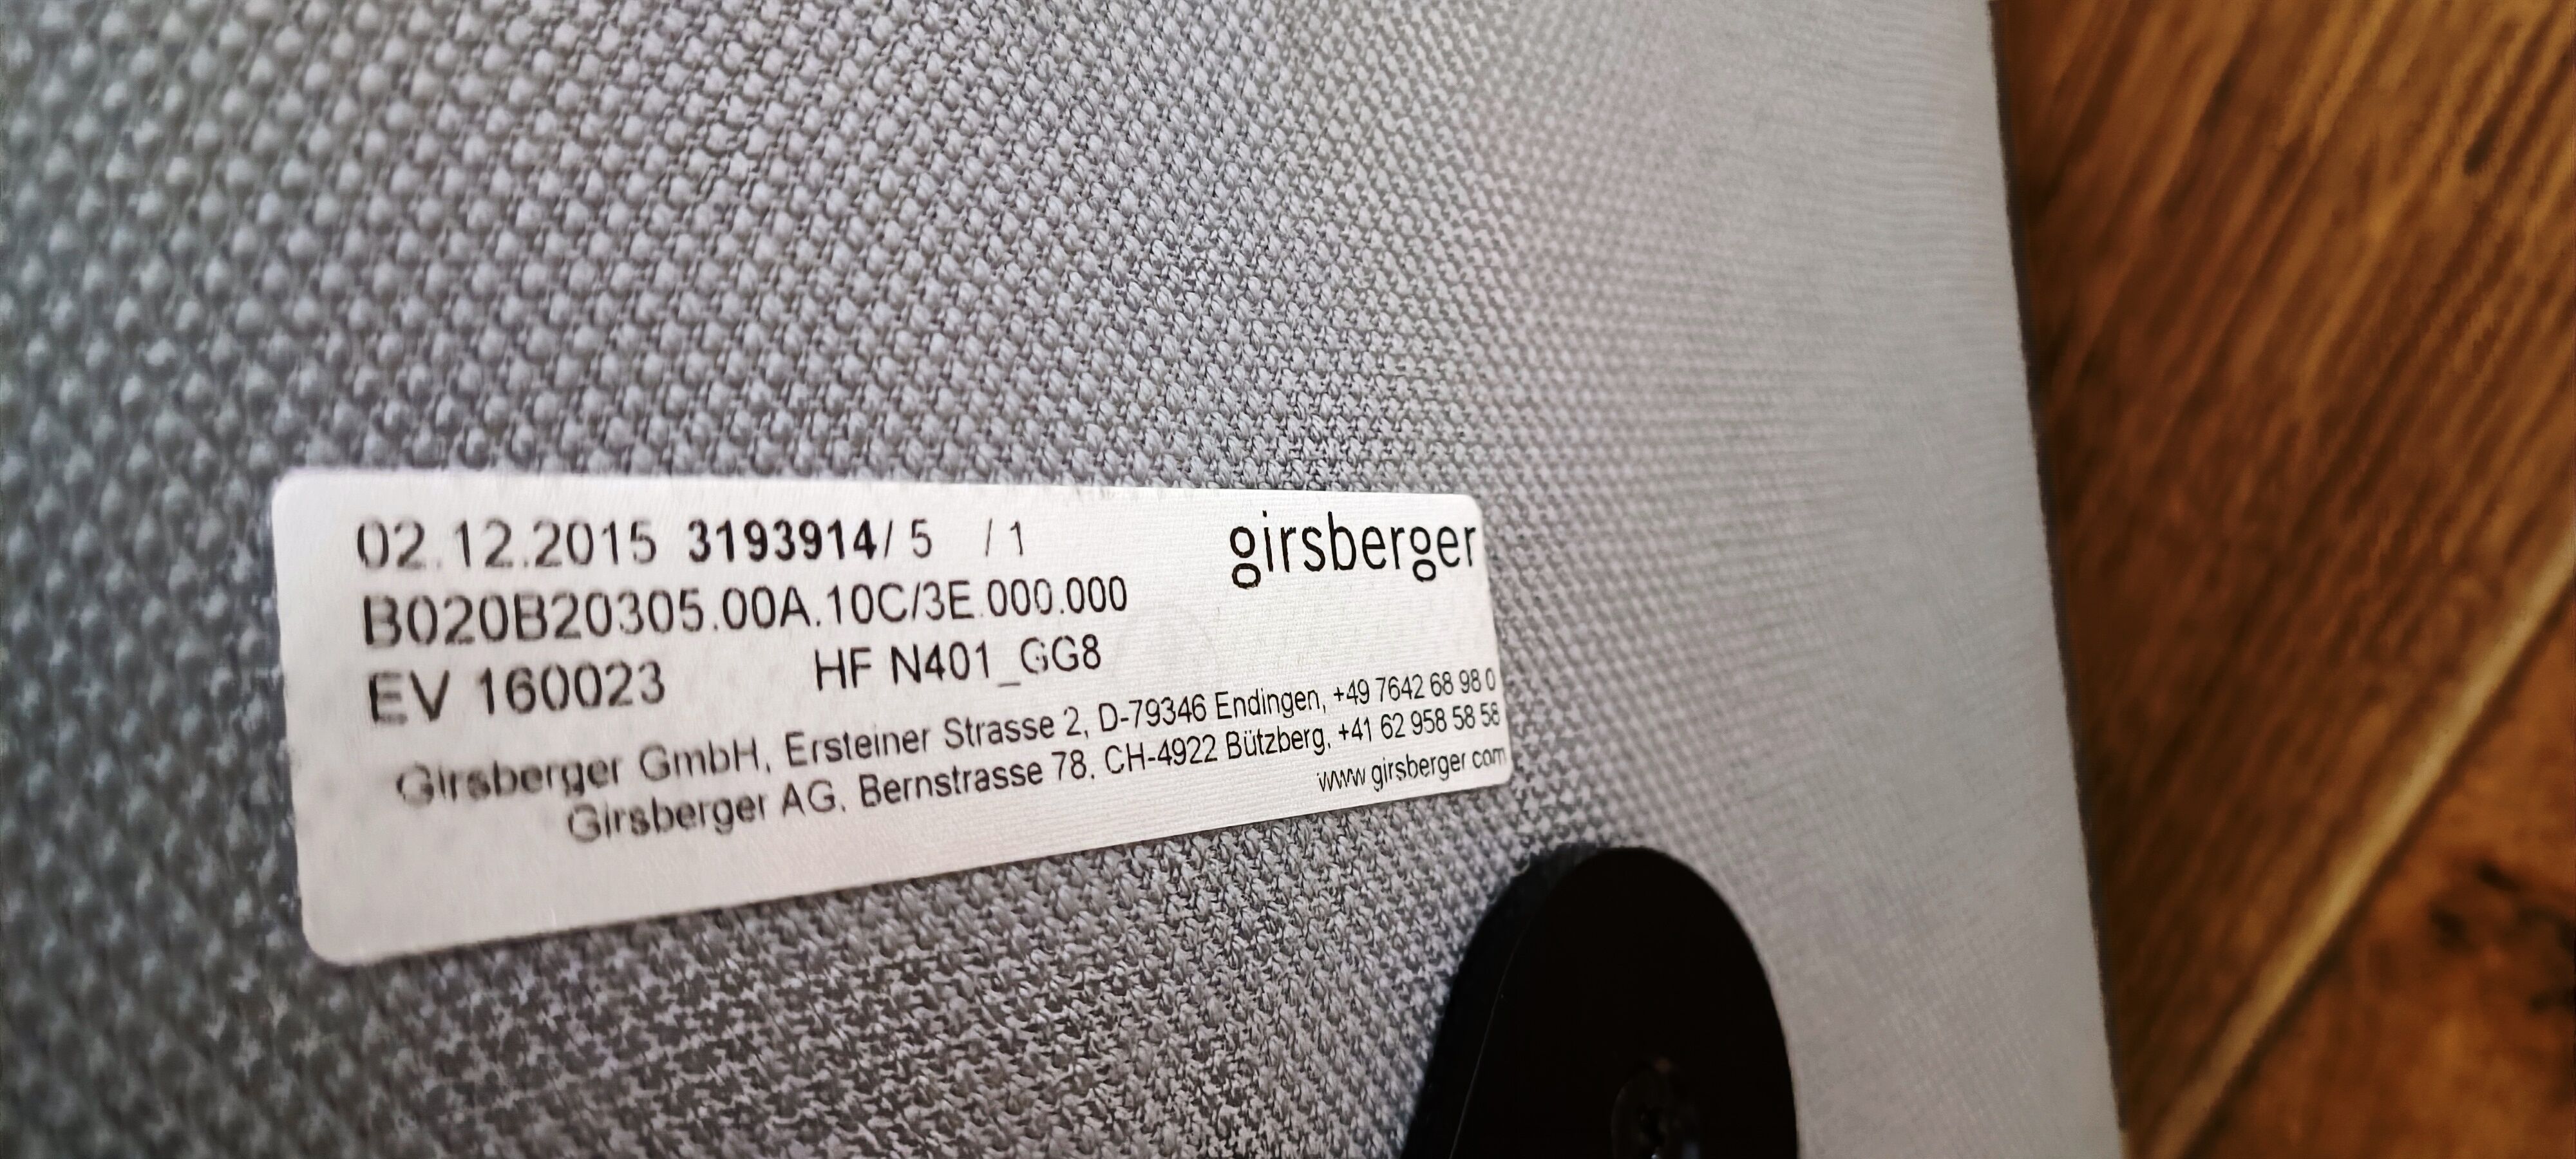 02.12.2015 3193914/ 5 / 1
girsberger
B020B20305.00A.10C/3E.000.000
EV 160023 HF N401_GG8
Girsberger GmbH, Ersteiner Strasse 2, D-79346 Endingen, +49 7642 68 98 0
Girsberger AG, Bernstrasse 78, CH-4922 Bützberg, +41 62 958 58 58
www.girsberger.com